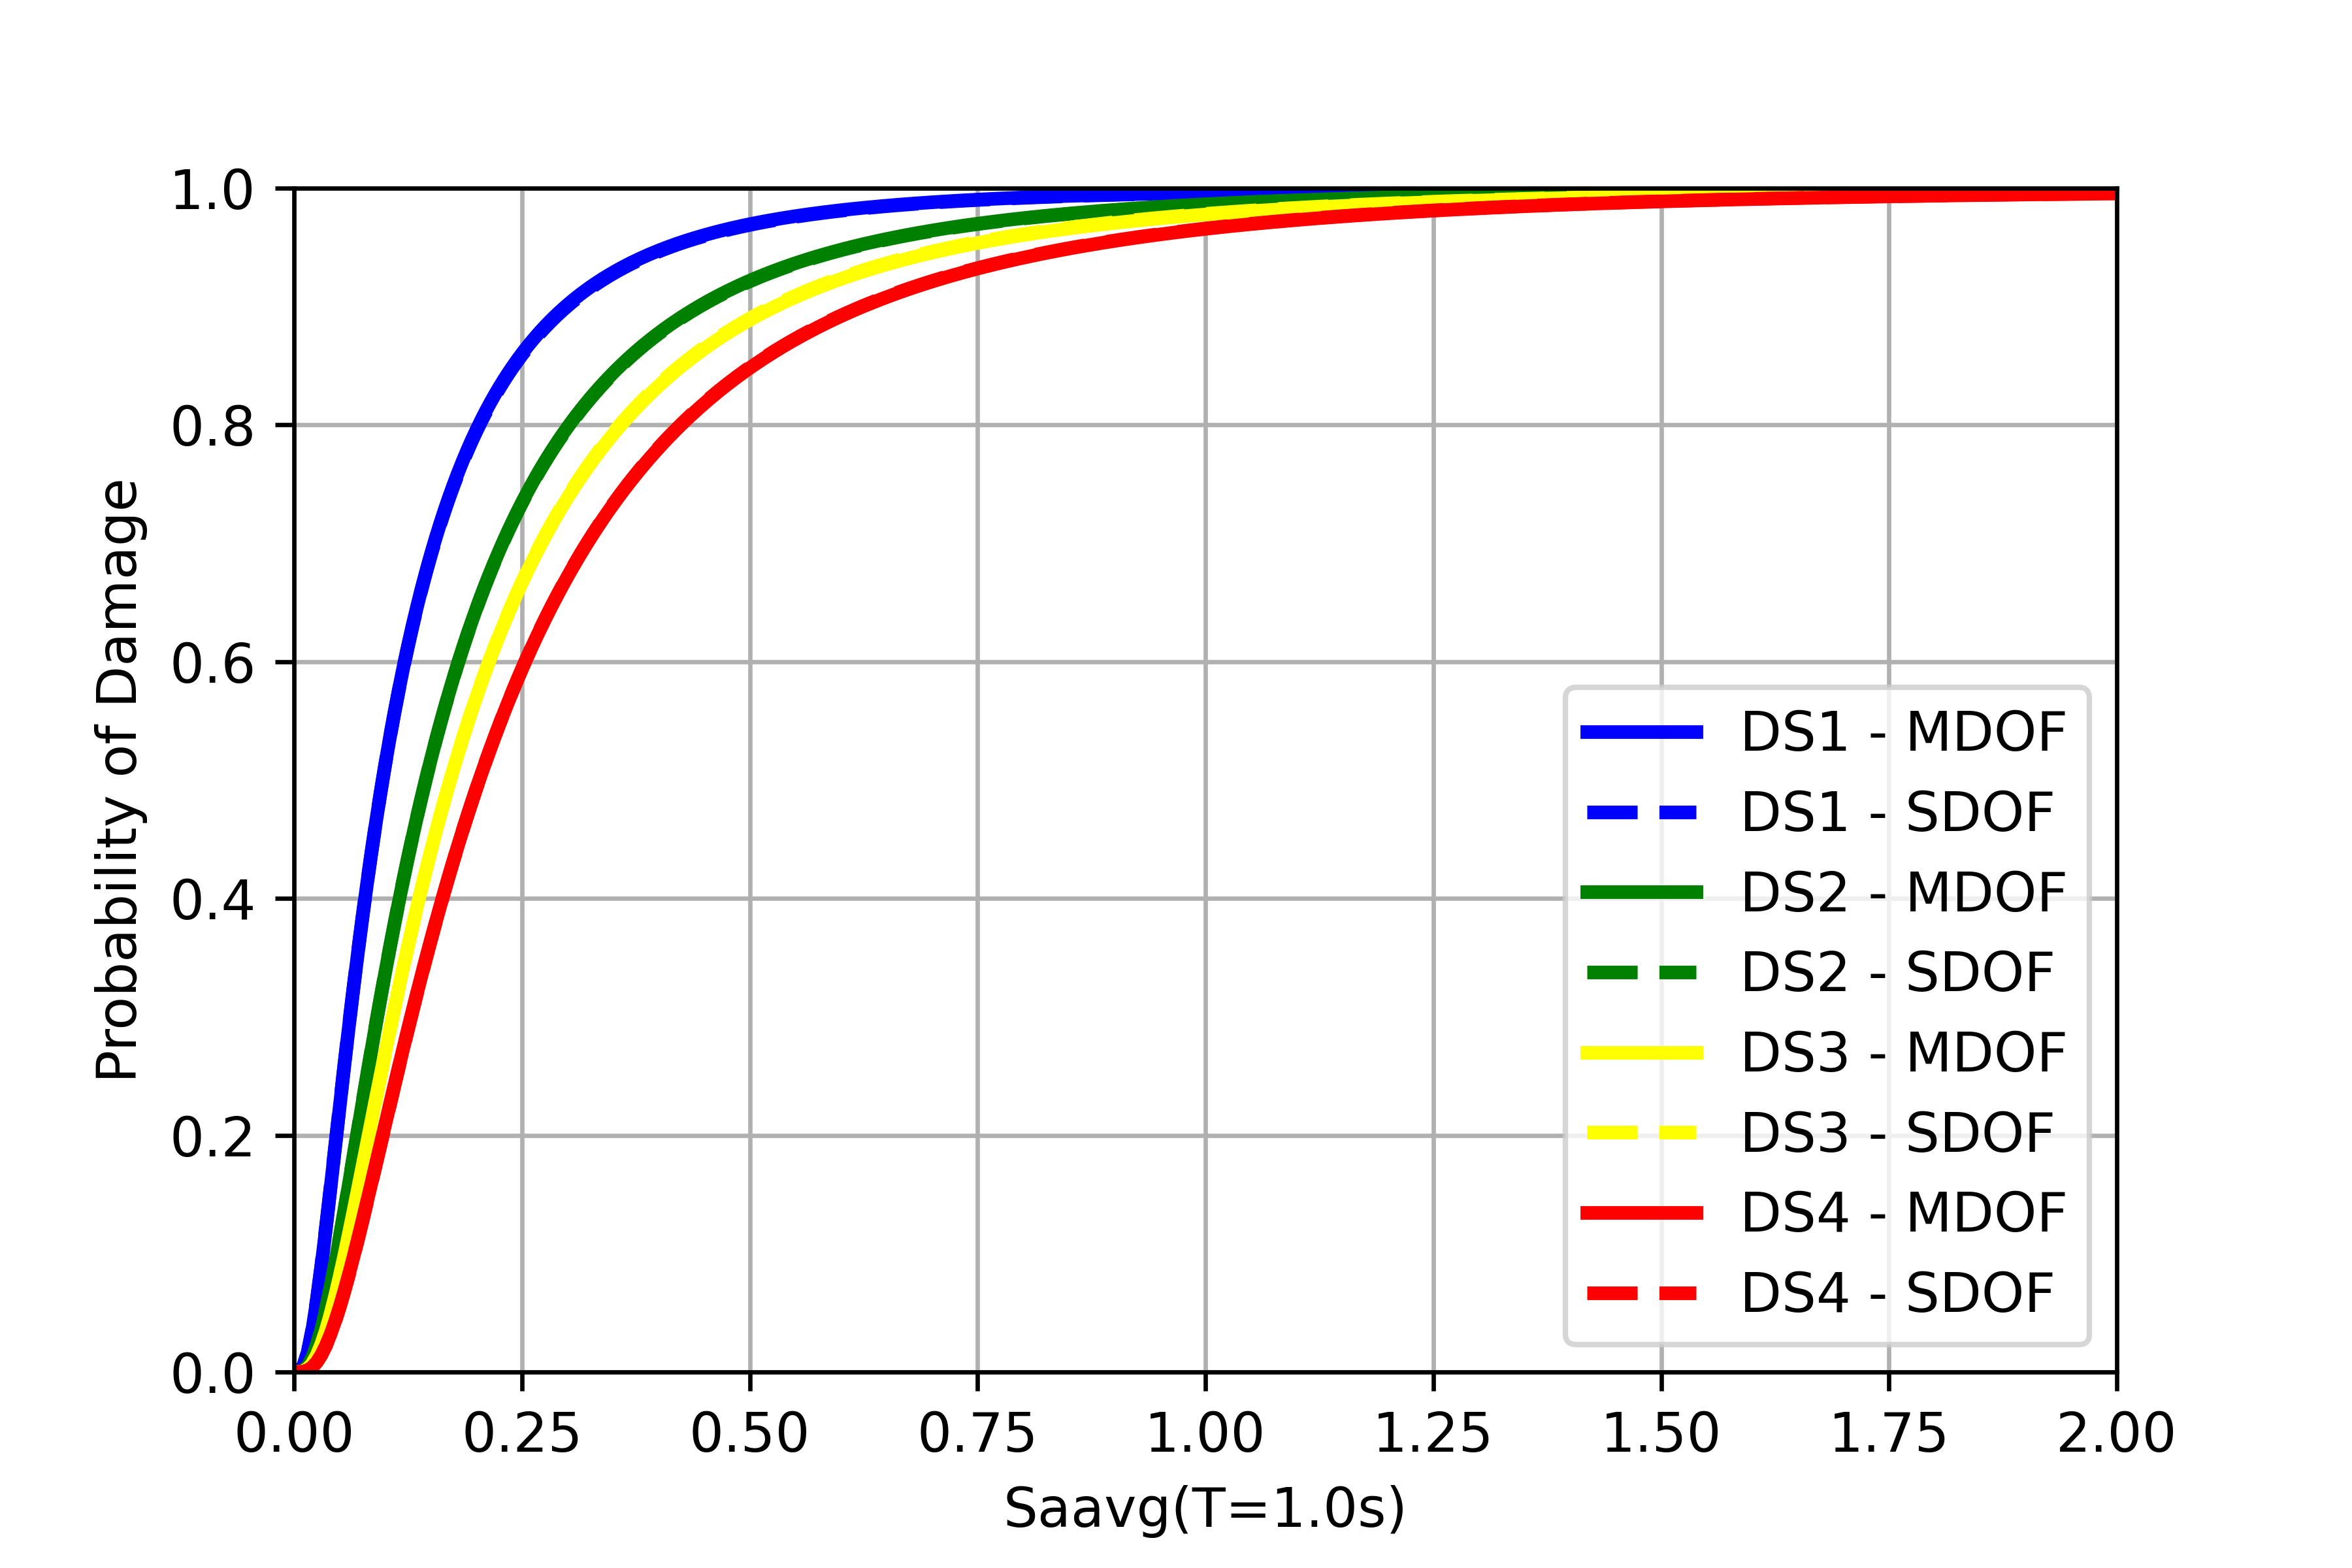 1.0
0.8
0.6
0.4
0.2
0.0
Probability of Damage
0.00 0.25 0.50 0.75 1.00 1.25 1.50 1.75 2.00
Saavg(T=1.0s)
DS1 - MDOF
DS1 - SDOF
DS2 - MDOF
DS2 - SDOF
DS3 - MDOF
DS3 - SDOF
DS4 - MDOF
DS4 - SDOF